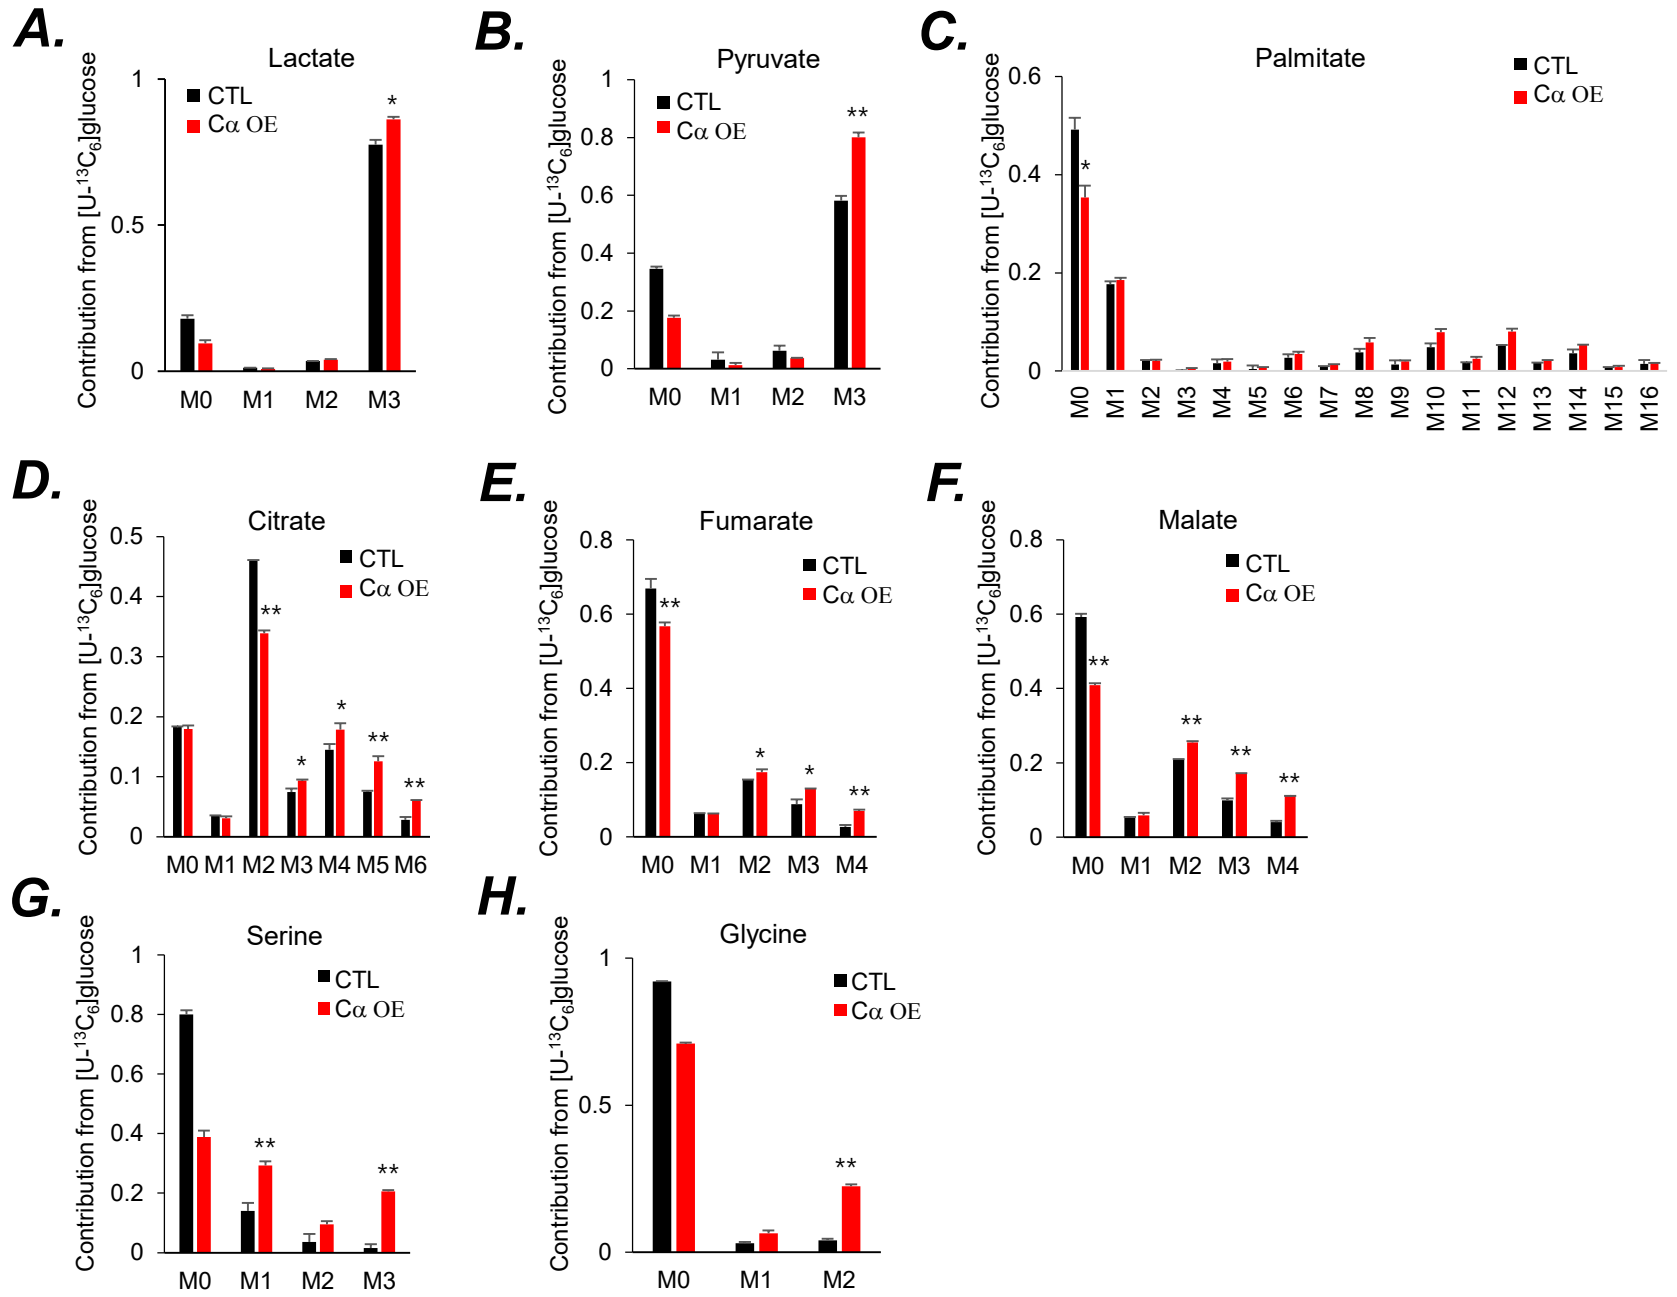 A.
Lactate
Contribution from [U-¹³C₆]glucose
1
0.5
0
CTL
Cα OE
*
M0 M1 M2 M3
B.
Pyruvate
Contribution from [U-¹³C₆]glucose
1
0.8
0.6
0.4
0.2
0
CTL
Cα OE
**
M0 M1 M2 M3
C.
Palmitate
Contribution from [U-¹³C₆]glucose
0.6
0.4
0.2
0
CTL
Cα OE
*
M0 M1 M2 M3 M4 M5 M6 M7 M8 M9 M10 M11 M12 M13 M14 M15 M16
D.
Citrate
Contribution from [U-¹³C₆]glucose
0.5
0.4
0.3
0.2
0.1
0
CTL
Cα OE
** * * ** **
M0 M1 M2 M3 M4 M5 M6
E.
Fumarate
Contribution from [U-¹³C₆]glucose
0.8
0.6
0.4
0.2
0
CTL
Cα OE
** * * **
M0 M1 M2 M3 M4
F.
Malate
Contribution from [U-¹³C₆]glucose
0.8
0.6
0.4
0.2
0
CTL
Cα OE
** ** ** **
M0 M1 M2 M3 M4
G.
Serine
Contribution from [U-¹³C₆]glucose
1
0.8
0.6
0.4
0.2
0
CTL
Cα OE
** **
M0 M1 M2 M3
H.
Glycine
Contribution from [U-¹³C₆]glucose
1
0.5
0
CTL
Cα OE
**
M0 M1 M2